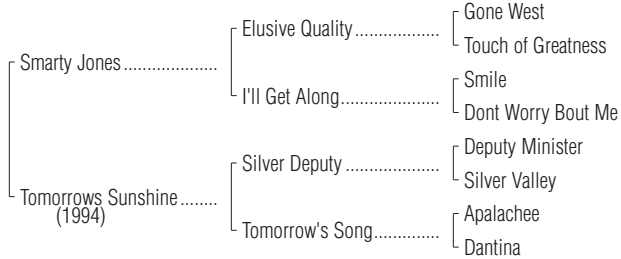 Gone West
Elusive Quality..................
Touch of Greatness
Smarty Jones....................
Smile
I'll Get Along.....................
Dont Worry Bout Me
Deputy Minister
Silver Deputy....................
Silver Valley
Tomorrows Sunshine........
(1994)
Apalachee
Tomorrow's Song..............
Dantina